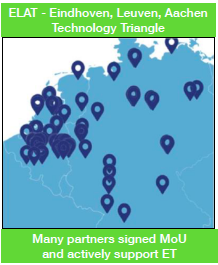 ELAT - Eindhoven, Leuven, Aachen
Technology Triangle
Many partners signed MoU
and actively support ET